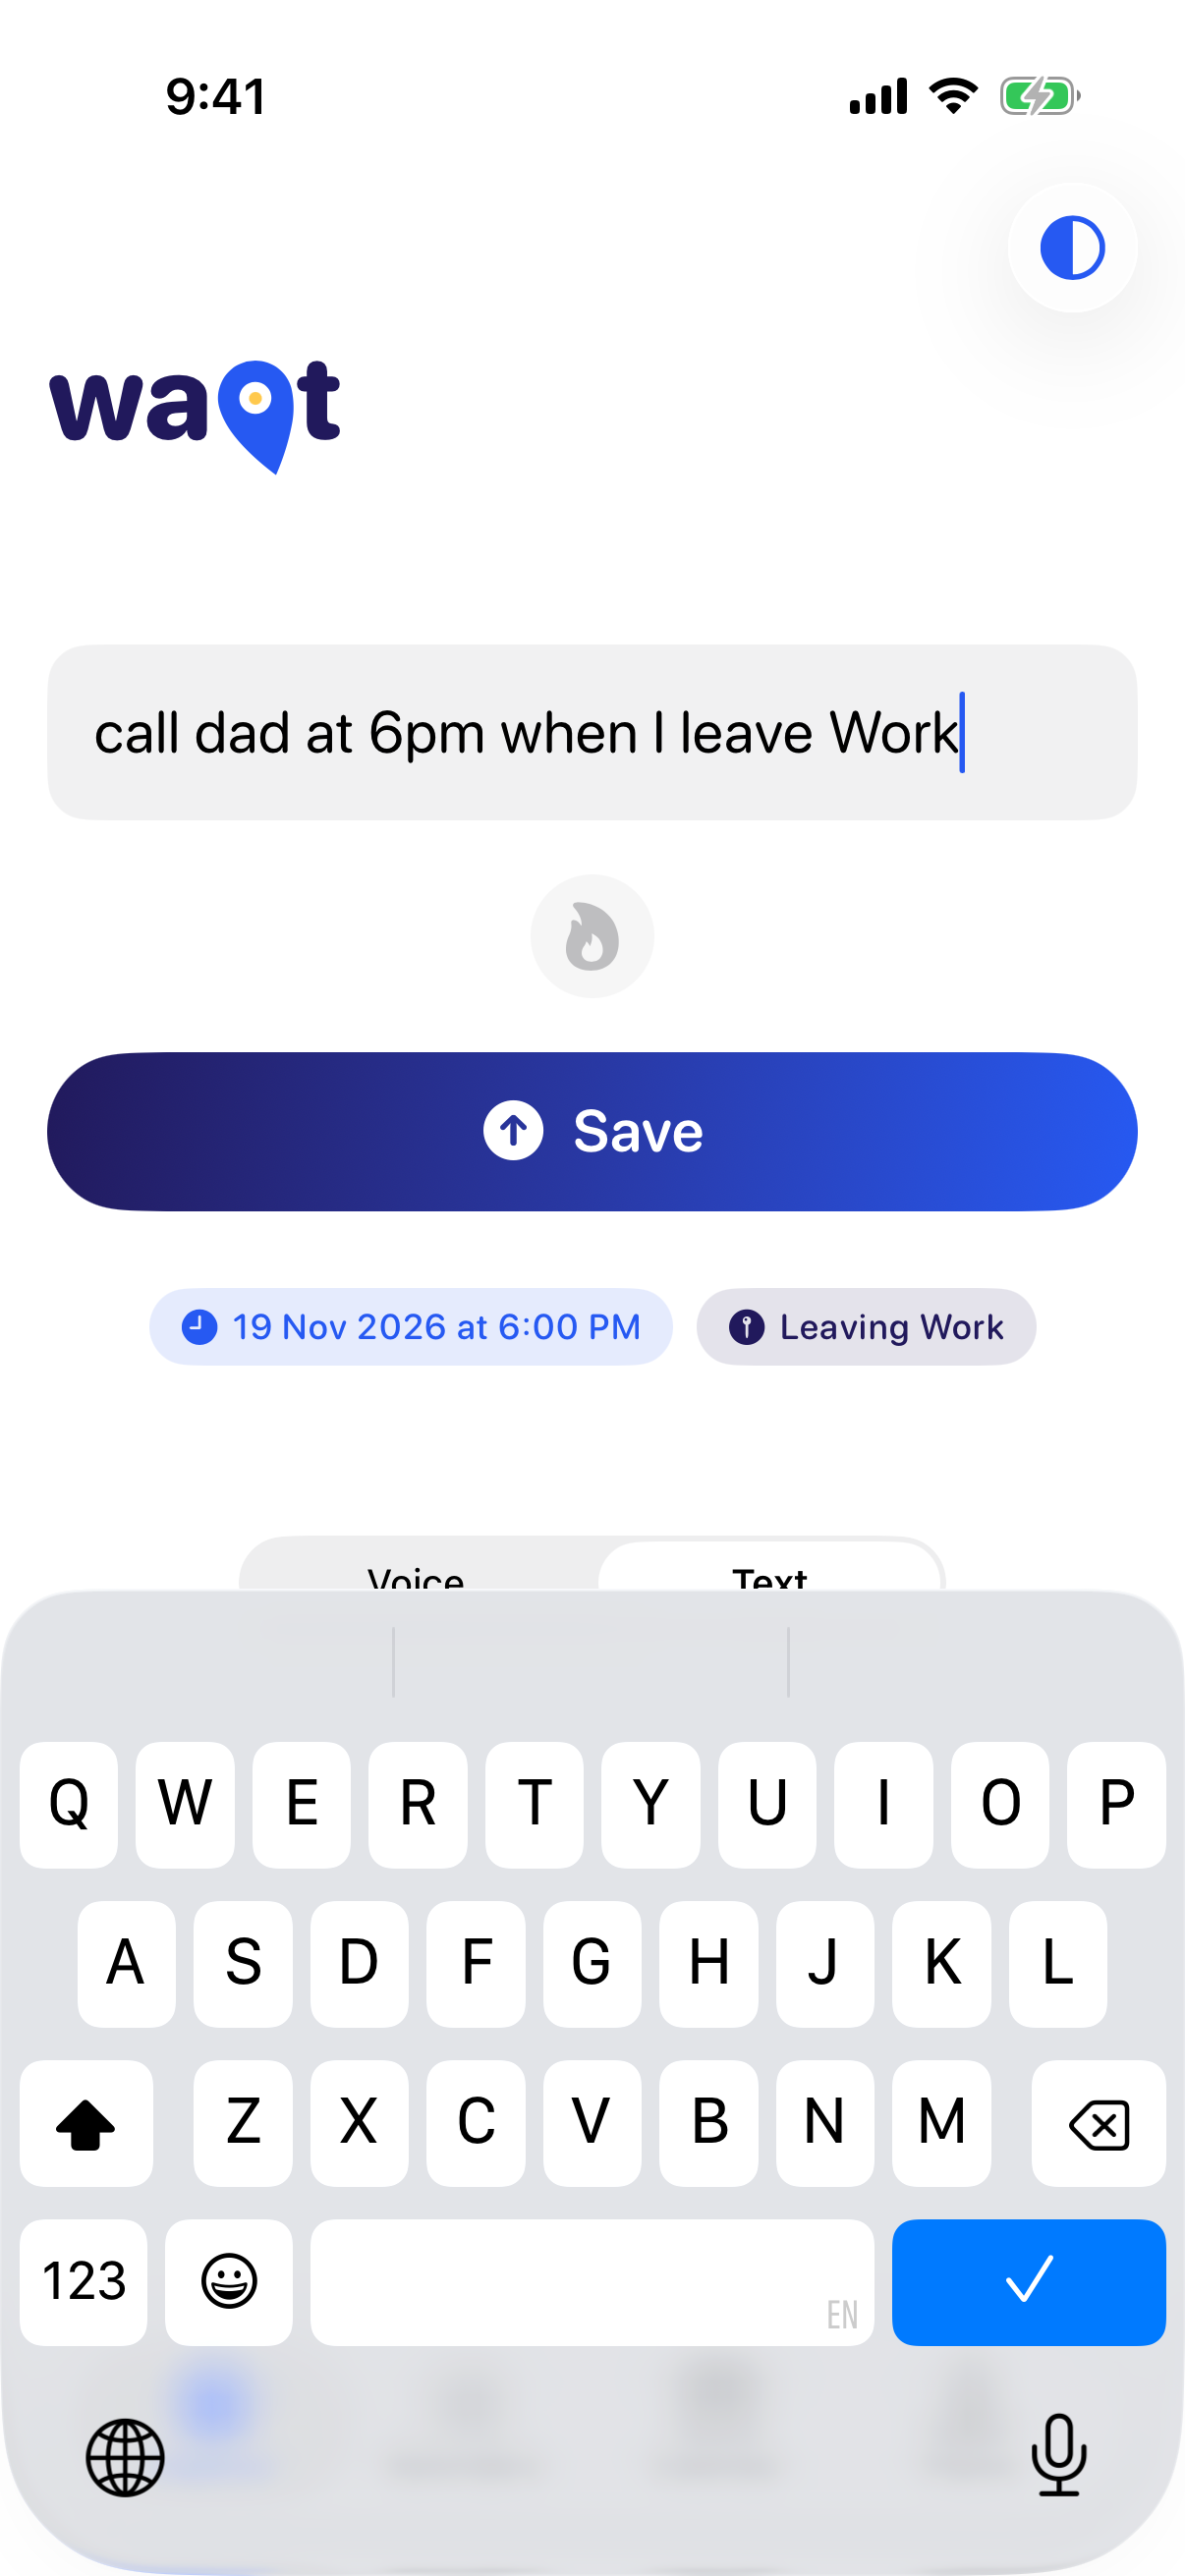 9:41
wa t
call dad at 6pm when I leave Work
Save
19 Nov 2026 at 6:00 PM
Leaving Work
Voice
Text
Q W E R T Y U I O P
A S D F G H J K L
Z X C V B N M
123
EN